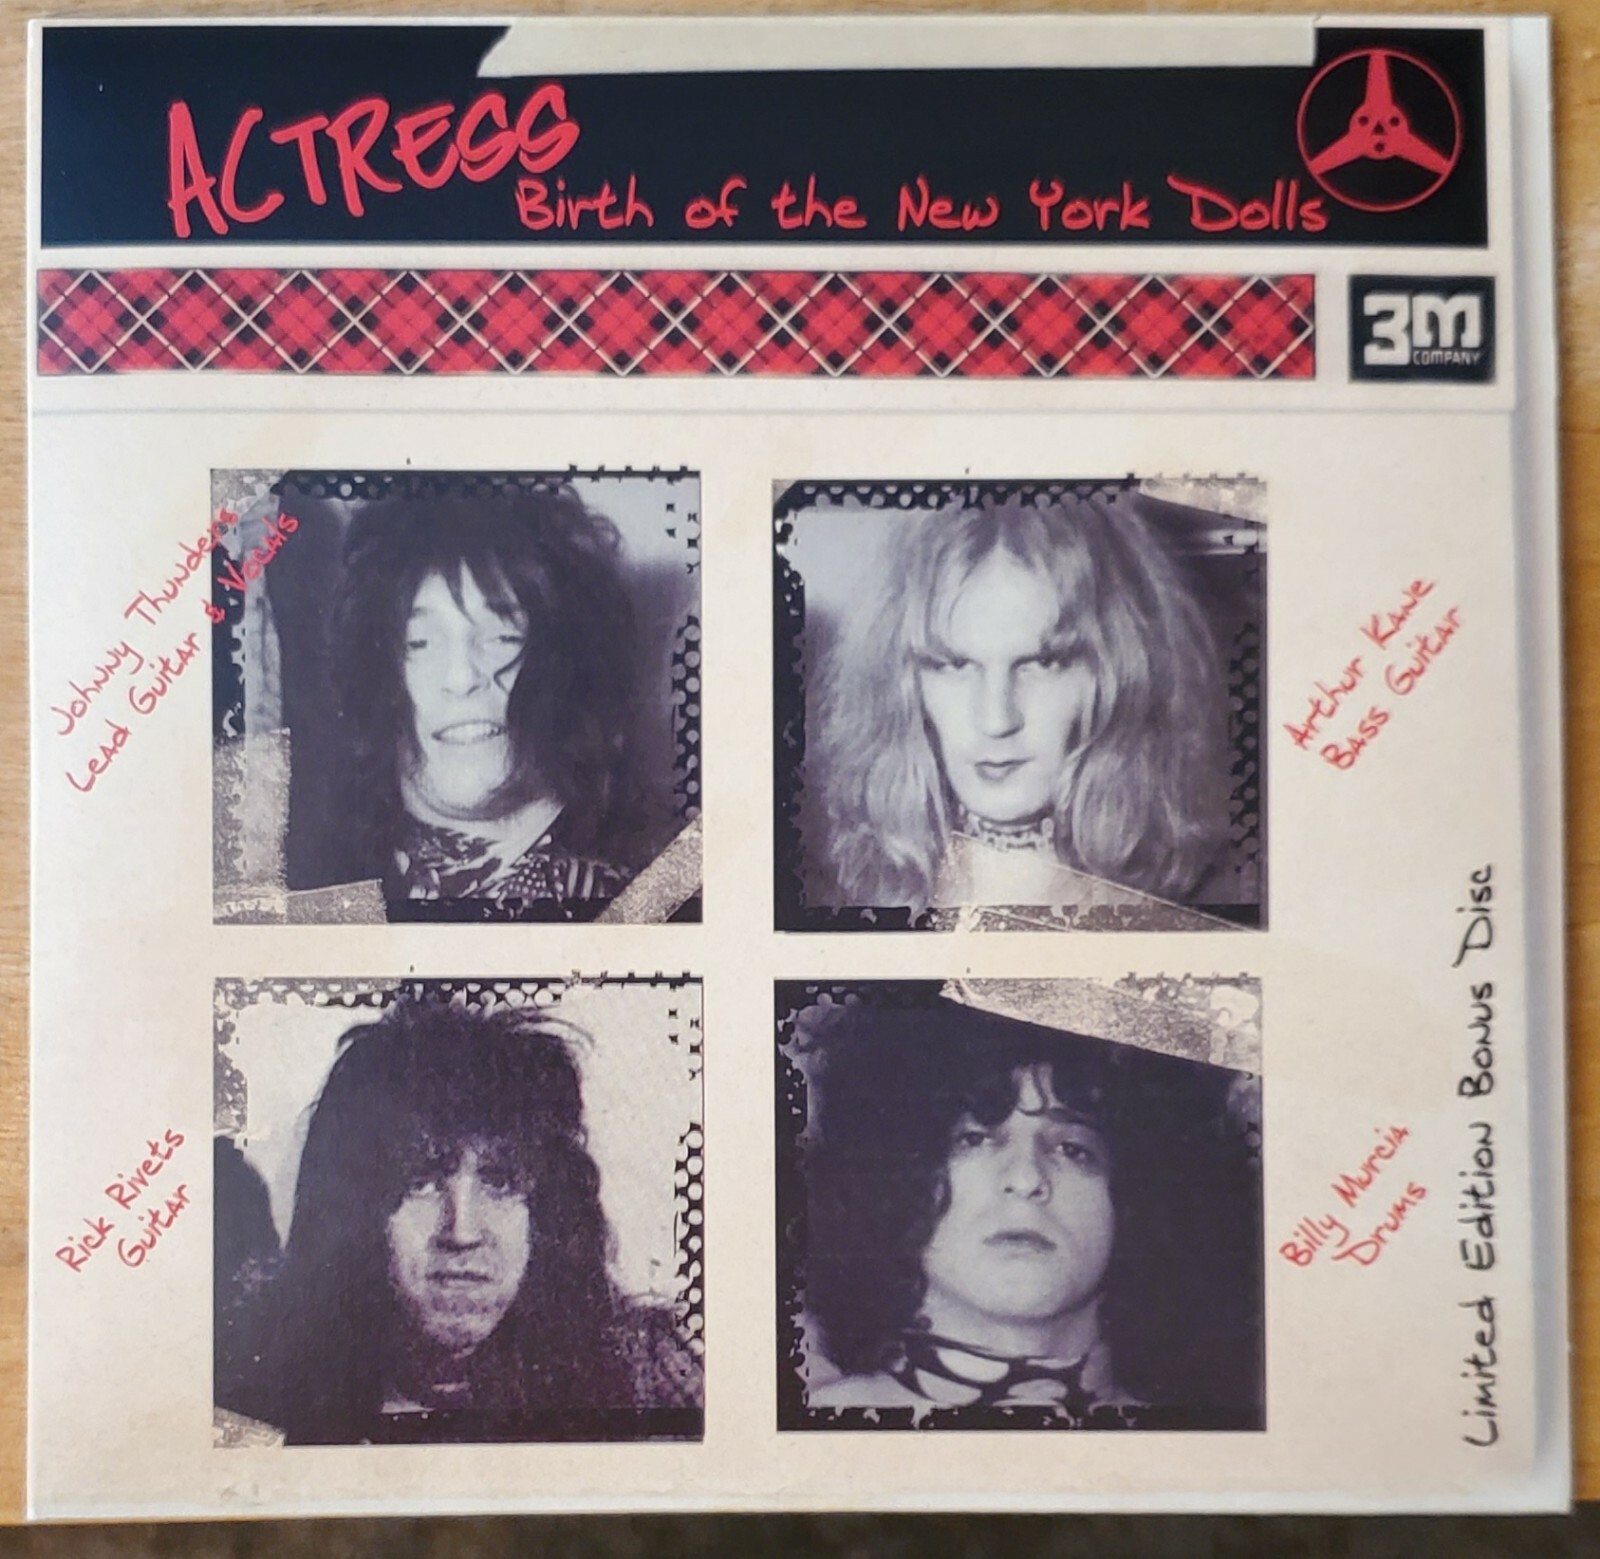 ACTRESS
Birth of the New York Dolls
3M
COMPANY
Johnny Thunders
Lead Guitar & Vocals
Arthur Kane
Bass Guitar
Rick Rivets
Guitar
Billy Murcia
Drums
Limited Edition Bonus Disc